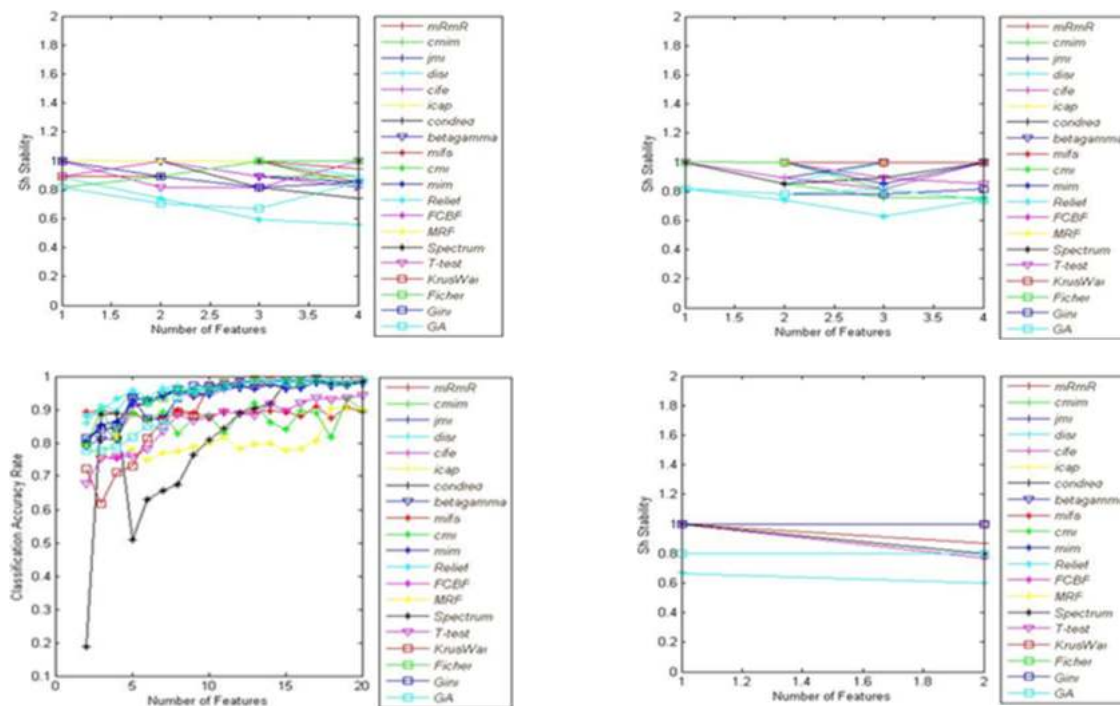 2
1.8
1.6
1.4
1.2
1
0.8
0.6
0.4
0.2
0
Sh Stability
1 1.5 2 2.5 3 3.5 4
Number of Features
mRmR
cmim
jmi
disr
cife
icap
condred
betagamma
mifs
cmi
mim
Relief
FCBF
MRF
Spectrum
T-test
KrusWal
Ficher
Gini
GA
2
1.8
1.6
1.4
1.2
1
0.8
0.6
0.4
0.2
0
Sh Stability
1 1.5 2 2.5 3 3.5 4
Number of Features
mRmR
cmim
jmi
disr
cife
icap
condred
betagamma
mifs
cmi
mim
Relief
FCBF
MRF
Spectrum
T-test
KrusWal
Ficher
Gini
GA
1
0.9
0.8
0.7
0.6
0.5
0.4
0.3
0.2
0.1
Classification Accuracy Rate
0 5 10 15 20
Number of Features
mRmR
cmim
jmi
disr
cife
icap
condred
betagamma
mifs
cmi
mim
Relief
FCBF
MRF
Spectrum
T-test
KrusWal
Ficher
Gini
GA
2
1.8
1.6
1.4
1.2
1
0.8
0.6
0.4
0.2
0
Sh Stability
1 1.2 1.4 1.6 1.8 2
Number of Features
mRmR
cmim
jmi
disr
cife
icap
condred
betagamma
mifs
cmi
mim
Relief
FCBF
MRF
Spectrum
T-test
KrusWal
Ficher
Gini
GA